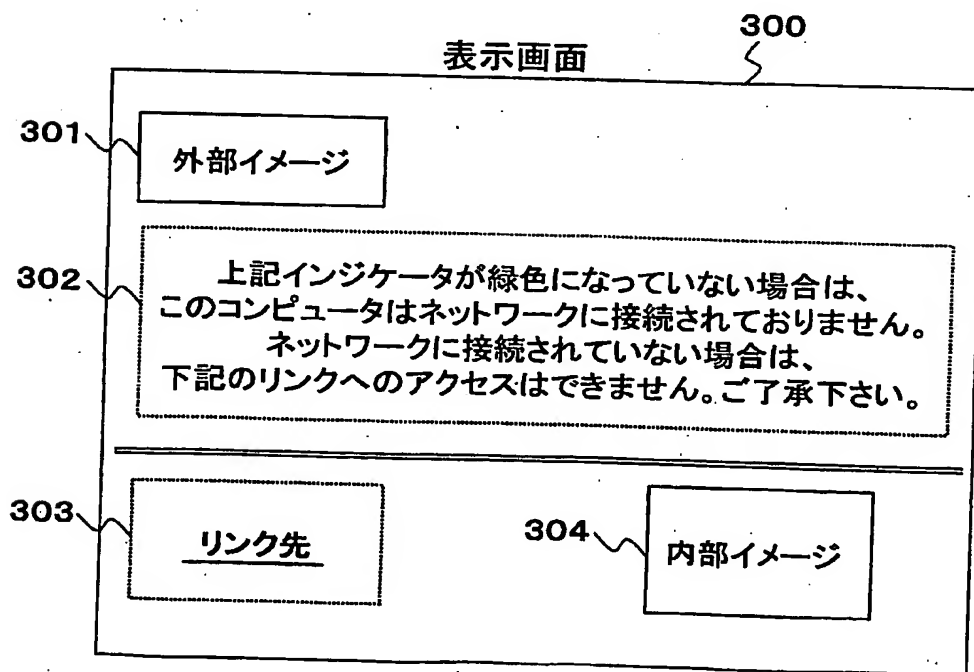 300
表示画面
301
外部イメージ
302
上記インジケータが緑色になっていない場合は、
このコンピュータはネットワークに接続されておりません。
ネットワークに接続されていない場合は、
下記のリンクへのアクセスはできません。ご了承下さい。
303
リンク先
304
内部イメージ